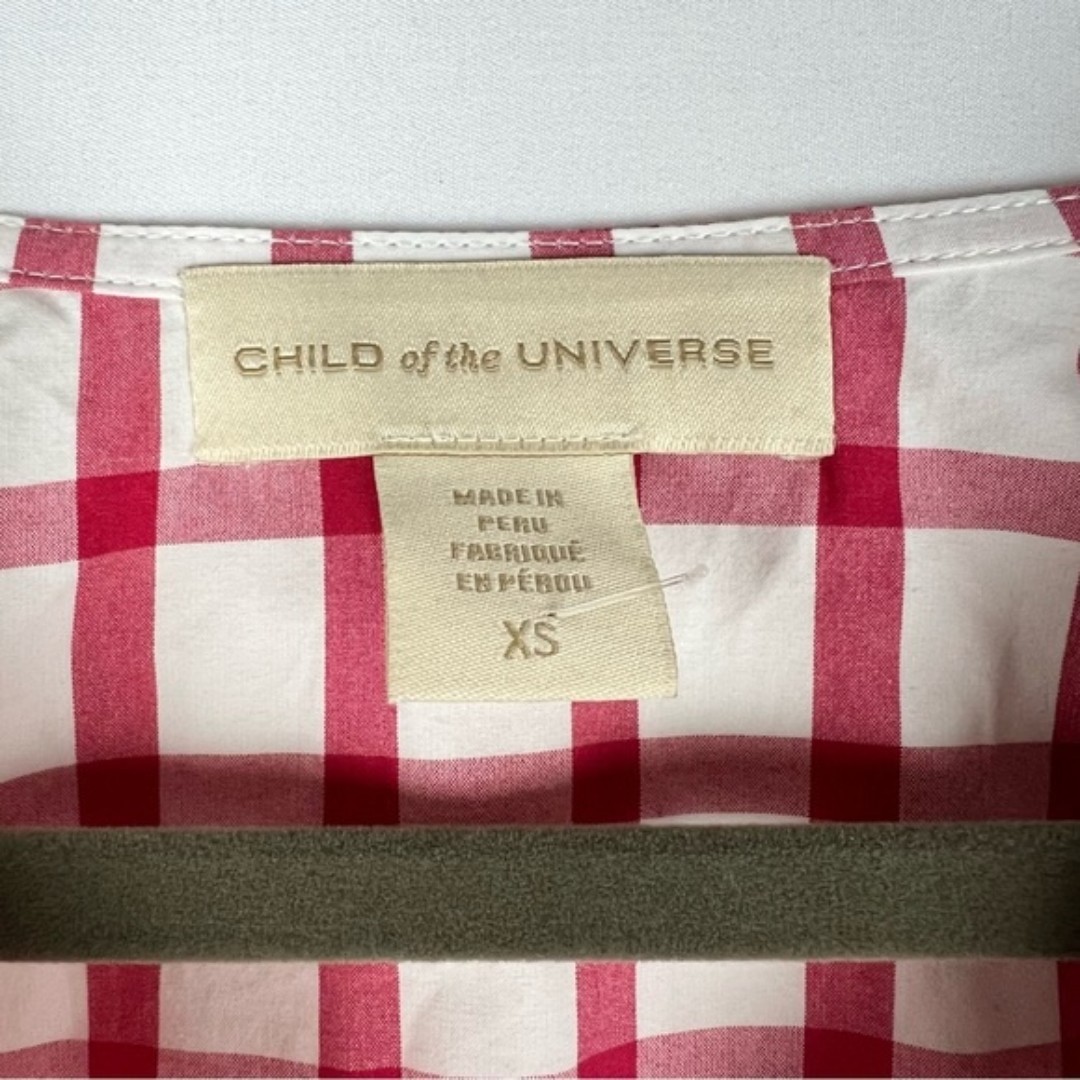 CHILD of the UNIVERSE
MADE IN
PERU
FABRIQUÉ
EN PÉROU
XS